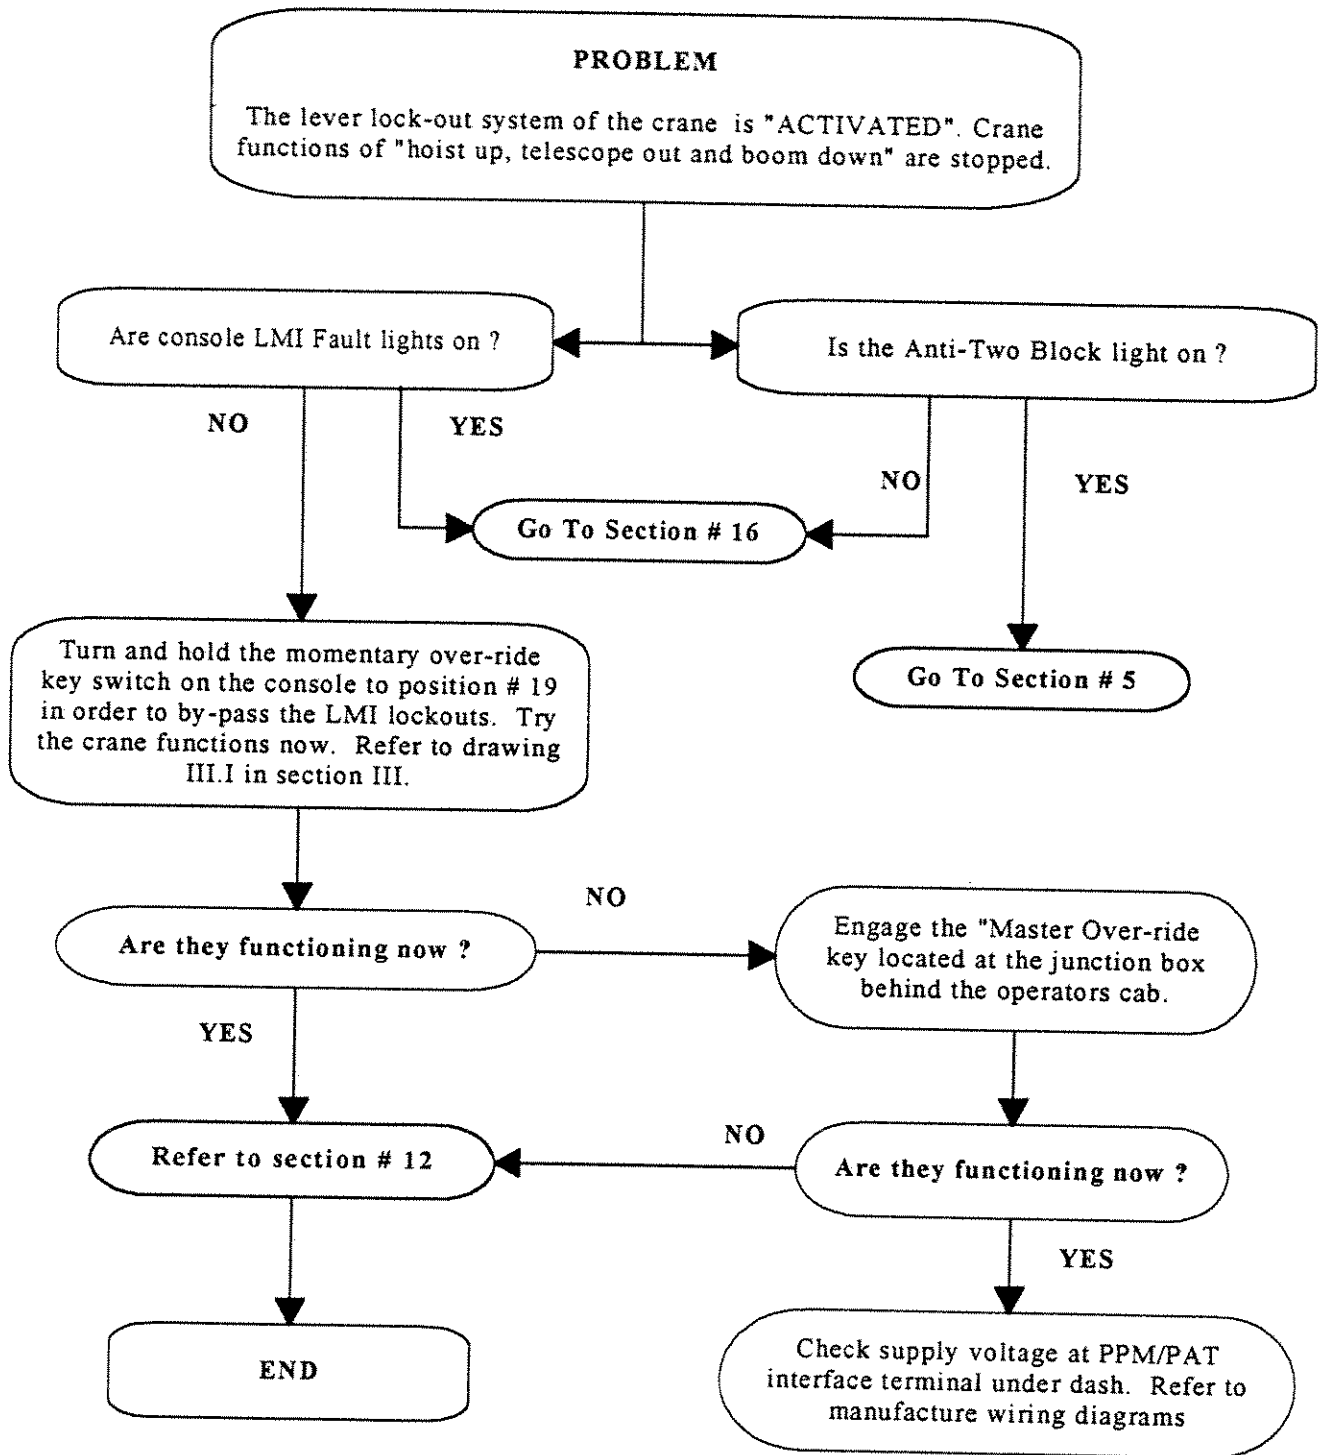 PROBLEM
The lever lock-out system of the crane is "ACTIVATED". Crane
functions of "hoist up, telescope out and boom down" are stopped.
Are console LMI Fault lights on ?
Is the Anti-Two Block light on ?
NO
YES
NO
YES
Go To Section # 16
Go To Section # 5
Turn and hold the momentary over-ride
key switch on the console to position # 19
in order to by-pass the LMI lockouts. Try
the crane functions now. Refer to drawing
III.I in section III.
NO
Are they functioning now ?
Engage the "Master Over-ride
key located at the junction box
behind the operators cab.
YES
NO
Refer to section # 12
Are they functioning now ?
YES
END
Check supply voltage at PPM/PAT
interface terminal under dash. Refer to
manufacture wiring diagrams